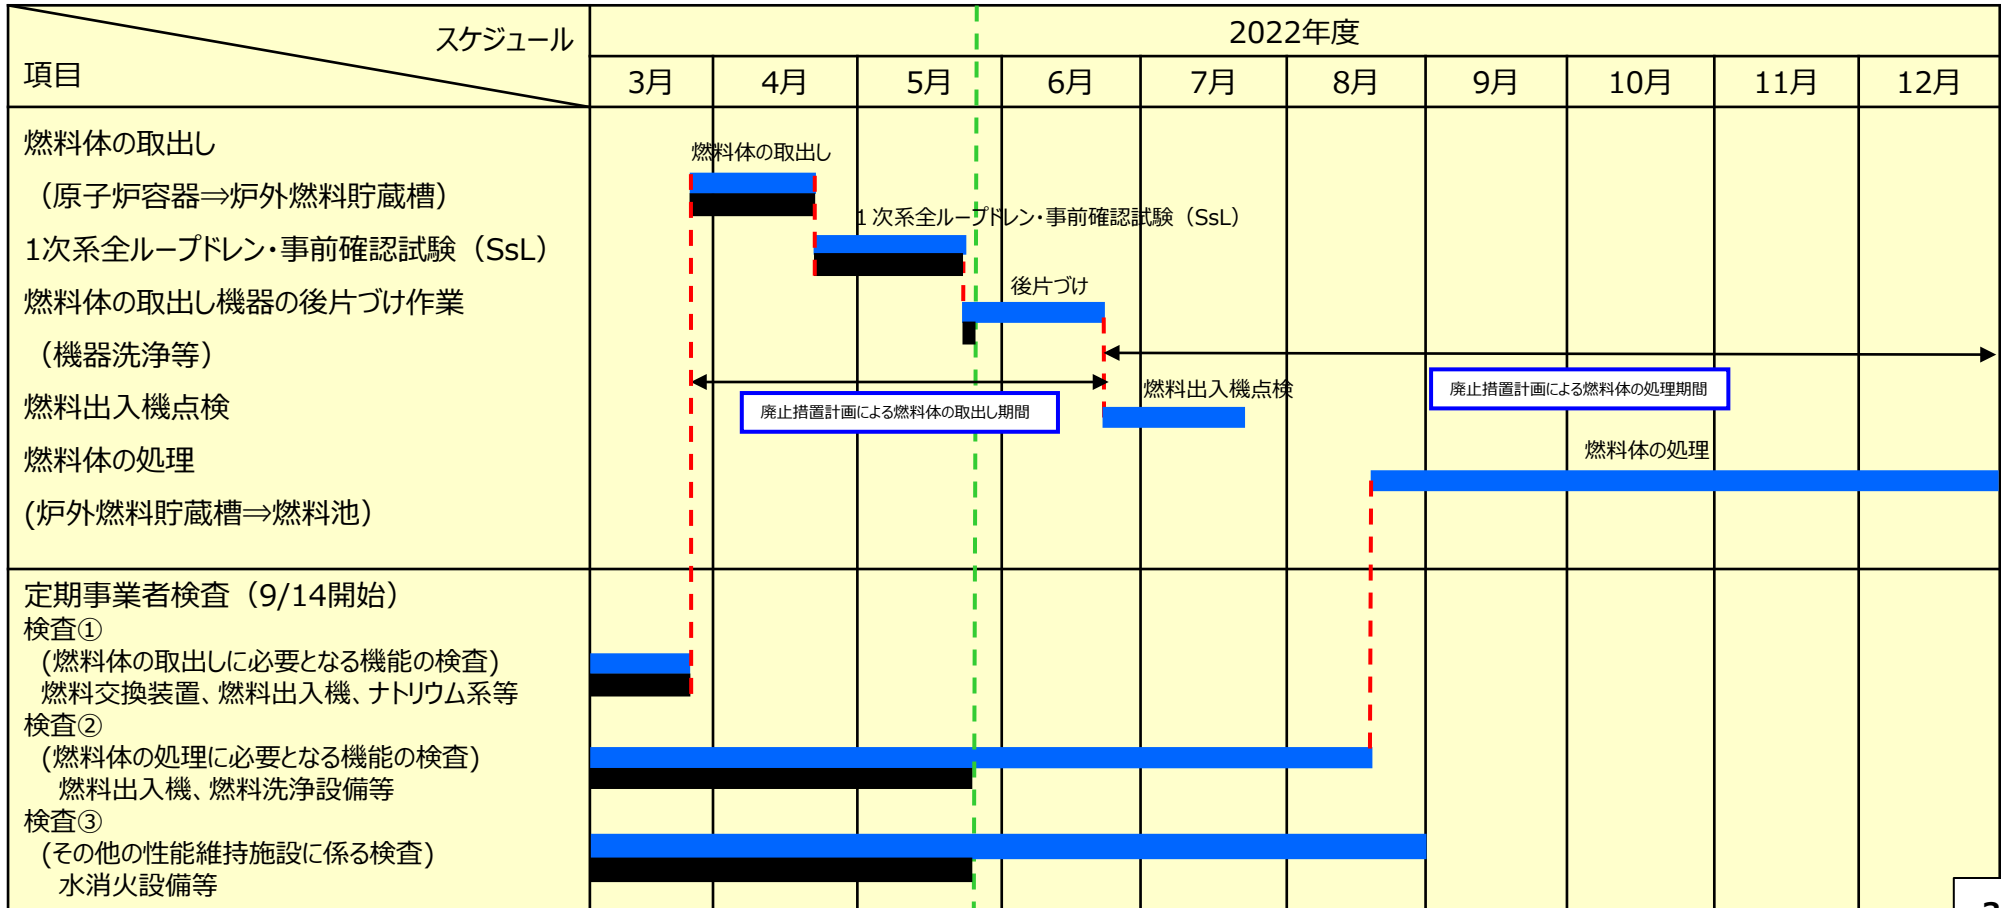 スケジュール
項目
2022年度
3月 4月 5月 6月 7月 8月 9月 10月 11月 12月
燃料体の取出し
（原子炉容器⇒炉外燃料貯蔵槽）
1次系全ループドレン・事前確認試験（SsL）
燃料体の取出し機器の後片づけ作業
（機器洗浄等）
燃料出入機点検
燃料体の処理
(炉外燃料貯蔵槽⇒燃料池）
燃料体の取出し
１次系全ループドレン・事前確認試験（SsL）
後片づけ
廃止措置計画による燃料体の取出し期間
燃料出入機点検
廃止措置計画による燃料体の処理期間
燃料体の処理
定期事業者検査（9/14開始）
検査①
(燃料体の取出しに必要となる機能の検査)
燃料交換装置、燃料出入機、ナトリウム系等
検査②
(燃料体の処理に必要となる機能の検査)
燃料出入機、燃料洗浄設備等
検査③
(その他の性能維持施設に係る検査)
水消火設備等